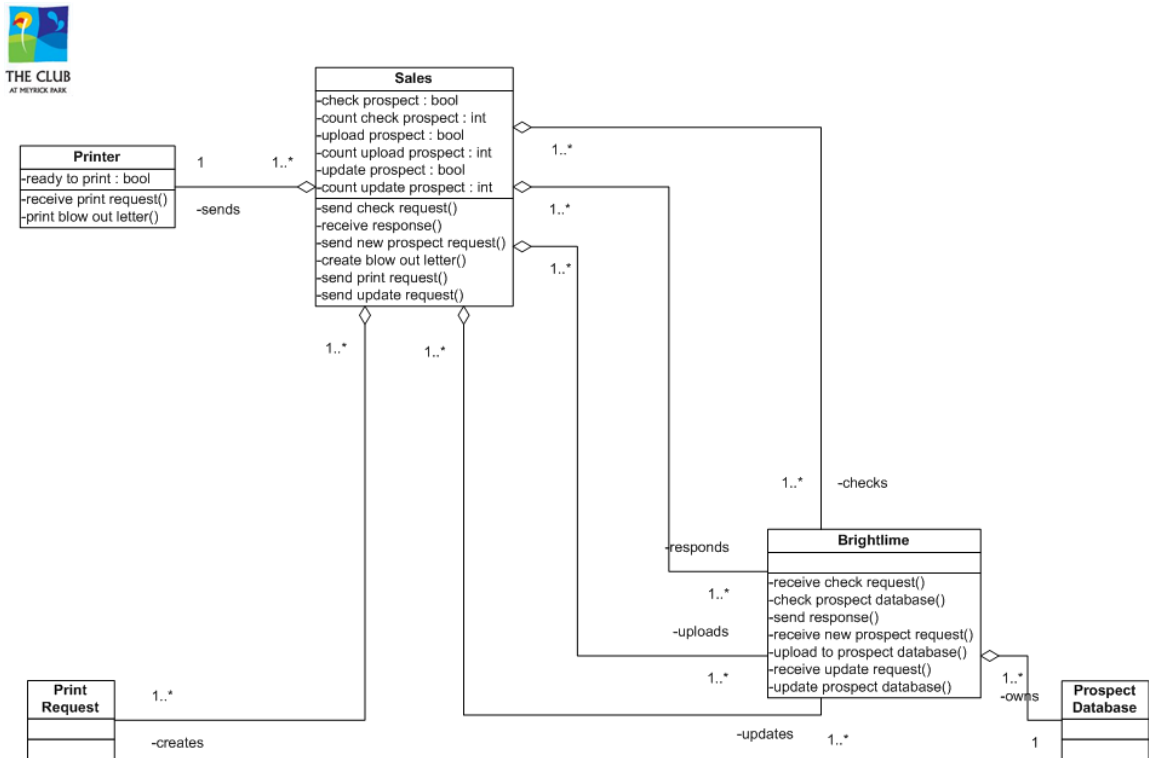 THE CLUB
AT MEYRICK PARK
Sales
-check prospect : bool
-count check prospect : int
-upload prospect : bool
-count upload prospect : int
-update prospect : bool
-count update prospect : int
-send check request()
-receive response()
-send new prospect request()
-create blow out letter()
-send print request()
-send update request()
Printer
-ready to print : bool
-receive print request()
-print blow out letter()
1
1..*
-sends
1..*
1..*
1..*
1..*
1..*
1..*
-checks
Brightlime
-receive check request()
-check prospect database()
-send response()
-receive new prospect request()
-upload to prospect database()
-receive update request()
-update prospect database()
-responds
1..*
-uploads
1..*
-updates
1..*
1..*
-owns
1
Prospect
Database
Print
Request
1..*
-creates